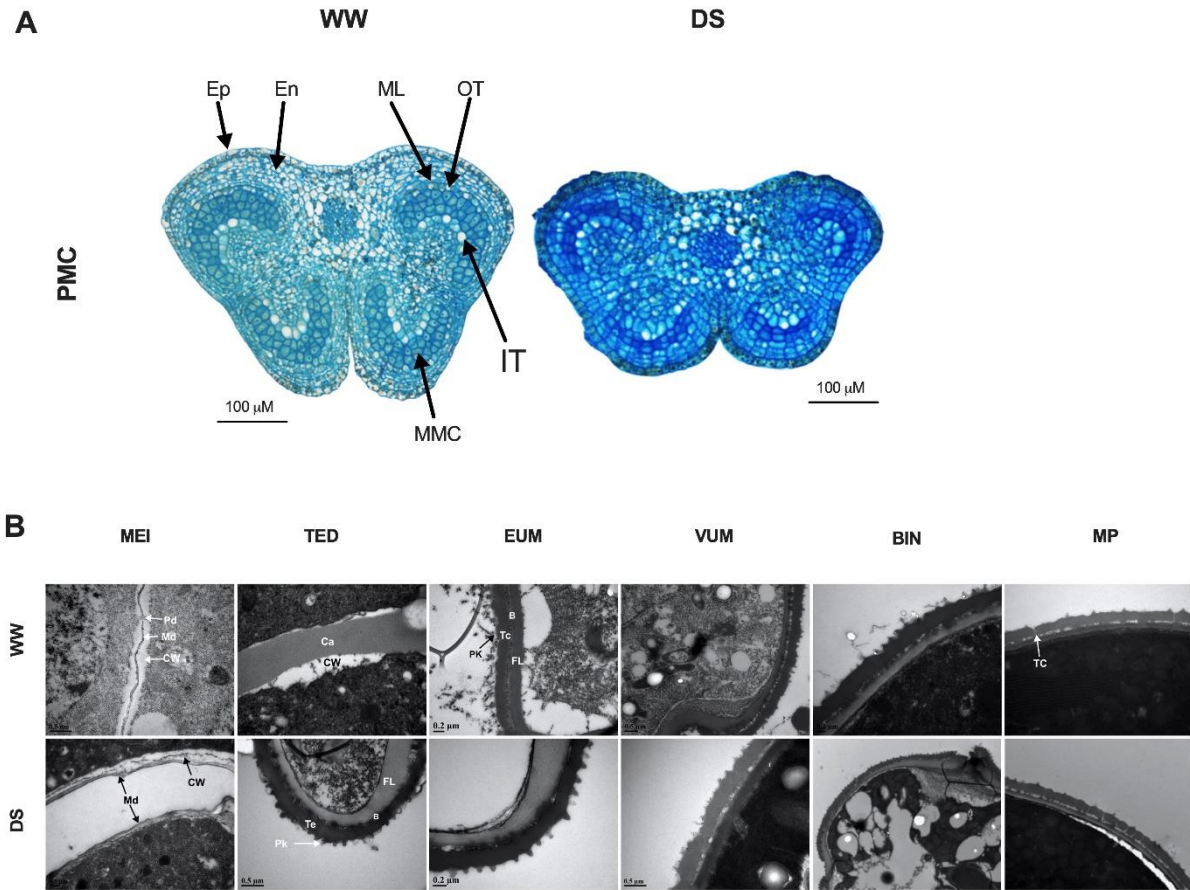 A
WW
DS
Ep
En
ML
OT
PMC
IT
MMC
100 µM
100 µM
B
MEI
TED
EUM
VUM
BIN
MP
WW
Pd
Md
CW
Ca
CW
B
Tc
PK
FL
0.2 µm
TC
DS
CW
Md
FL
B
Te
Pk
0.5 µm
0.2 µm
0.5 µm